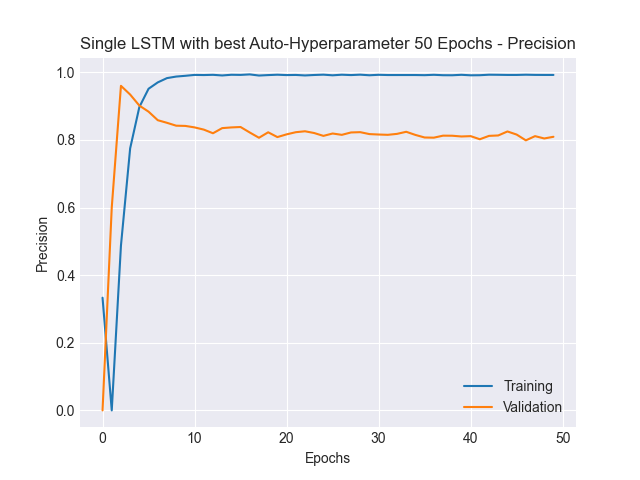 Single LSTM with best Auto-Hyperparameter 50 Epochs - Precision
1.0
0.8
0.6
0.4
0.2
0.0
Precision
Training
Validation
0 10 20 30 40 50
Epochs